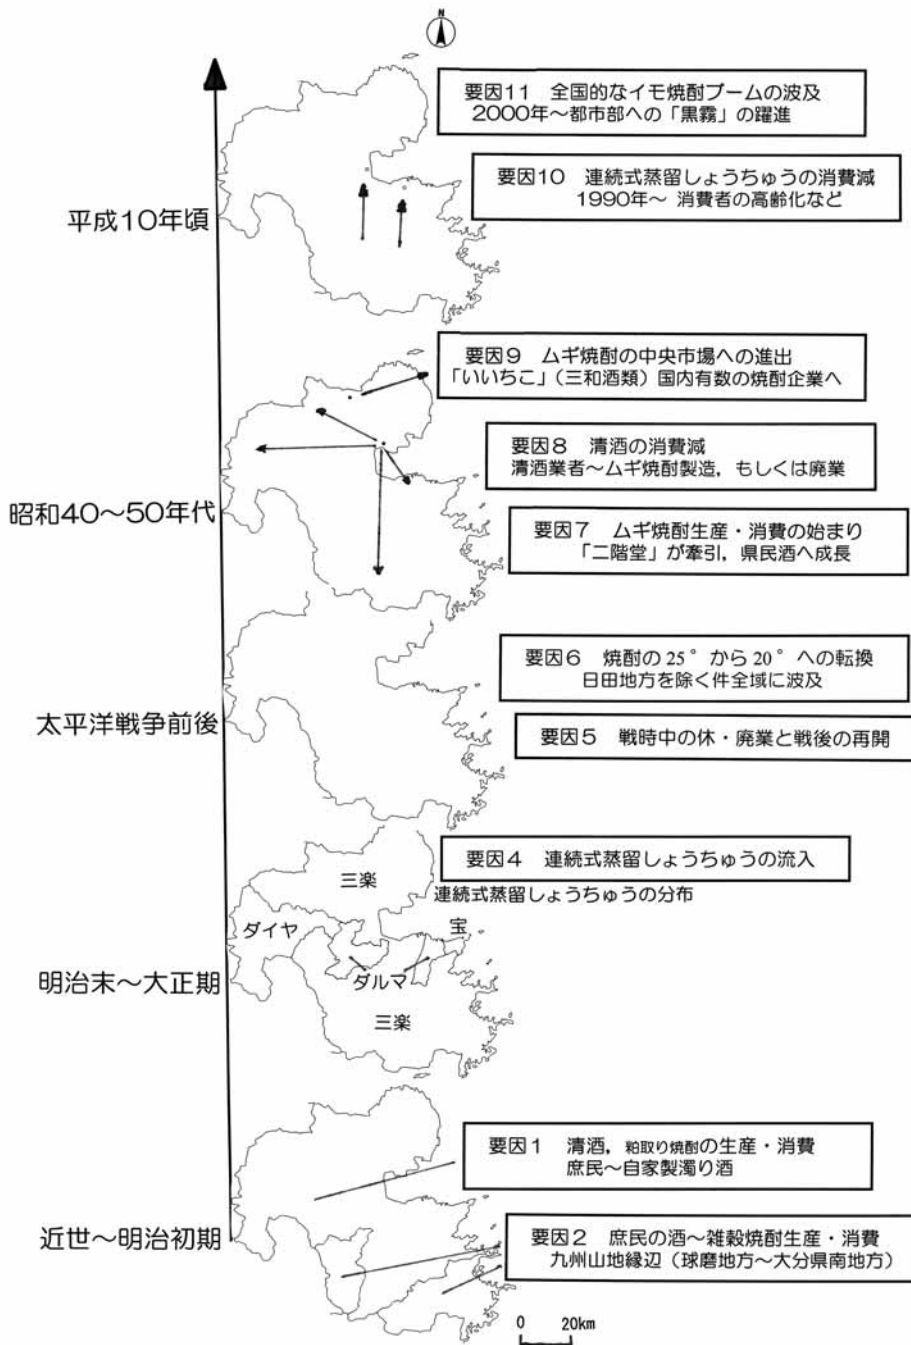 N
要因11 全国的なイモ焼酎ブームの波及
2000年～都市部への「黒霧」の躍進
要因10 連続式蒸留しょうちゅうの消費減
1990年～ 消費者の高齢化など
平成10年頃
要因9 ムギ焼酎の中央市場への進出
「いいちこ」(三和酒類) 国内有数の焼酎企業へ
要因8 清酒の消費減
清酒業者～ムギ焼酎製造，もしくは廃業
昭和40～50年代
要因7 ムギ焼酎生産・消費の始まり
「二階堂」が牽引，県民酒へ成長
要因6 焼酎の25°から20°への転換
日田地方を除く件全域に波及
太平洋戦争前後
要因5 戦時中の休・廃業と戦後の再開
要因4 連続式蒸留しょうちゅうの流入
三楽
連続式蒸留しょうちゅうの分布
ダイヤ
宝
明治末～大正期
ダルマ
三楽
要因1 清酒，粕取り焼酎の生産・消費
庶民～自家製濁り酒
近世～明治初期
要因2 庶民の酒～雑穀焼酎生産・消費
九州山地縁辺（球磨地方～大分県南地方）
0 20km